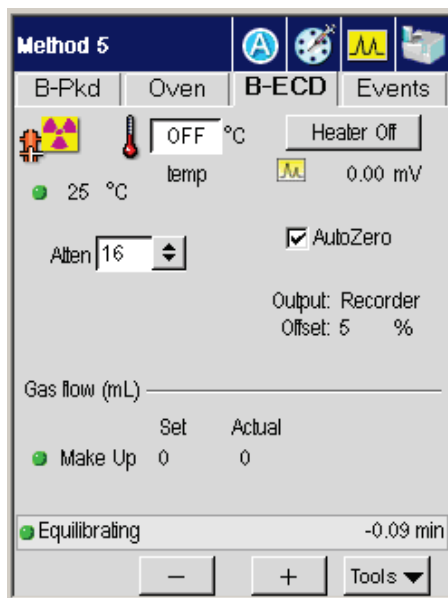 Method 5
A
B-Pkd Oven B-ECD Events
OFF °C Heater Off
temp 0.00 mV
25 °C
Atten 16 AutoZero
Output: Recorder
Offset: 5 %
Gas flow (mL)
Set Actual
Make Up 0 0
Equilibrating -0.09 min
− + Tools